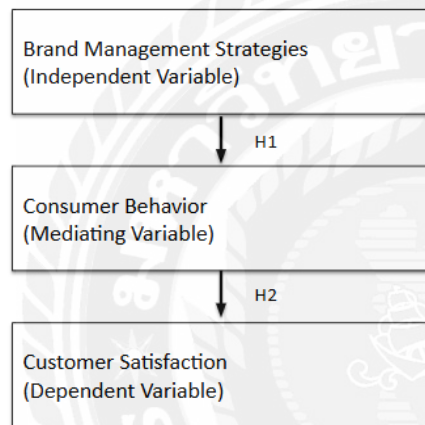 Brand Management Strategies
(Independent Variable)
H1
Consumer Behavior
(Mediating Variable)
H2
Customer Satisfaction
(Dependent Variable)